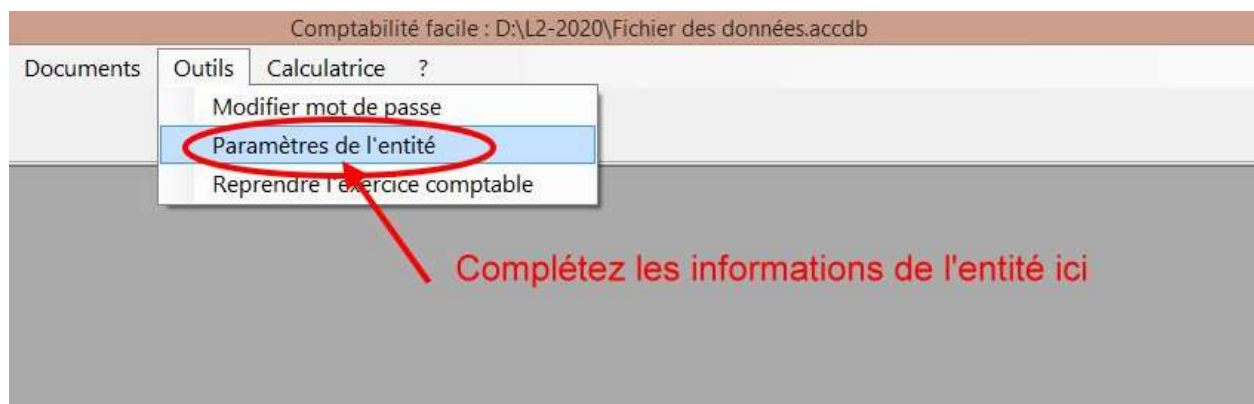 Comptabilité facile : D:\L2-2020\Fichier des données.accdb
Documents Outils Calculatrice ?
Modifier mot de passe
Paramètres de l'entité
Reprendre l'exercice comptable
Complétez les informations de l'entité ici